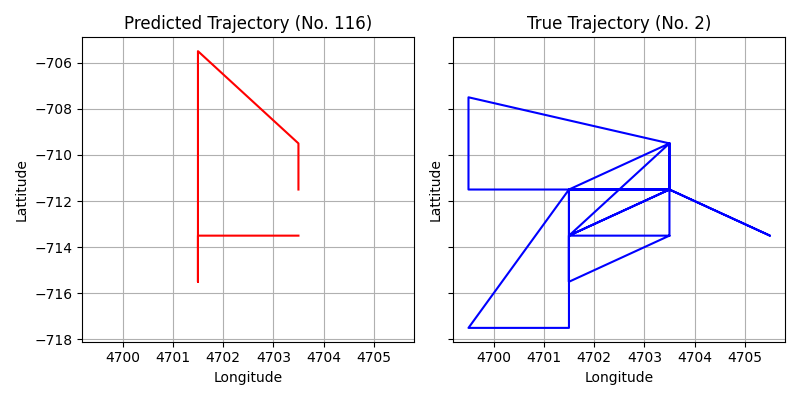 Predicted Trajectory (No. 116)
True Trajectory (No. 2)
−706
−708
−710
−712
−714
−716
−718
Lattitude
Lattitude
4700 4701 4702 4703 4704 4705
4700 4701 4702 4703 4704 4705
Longitude
Longitude